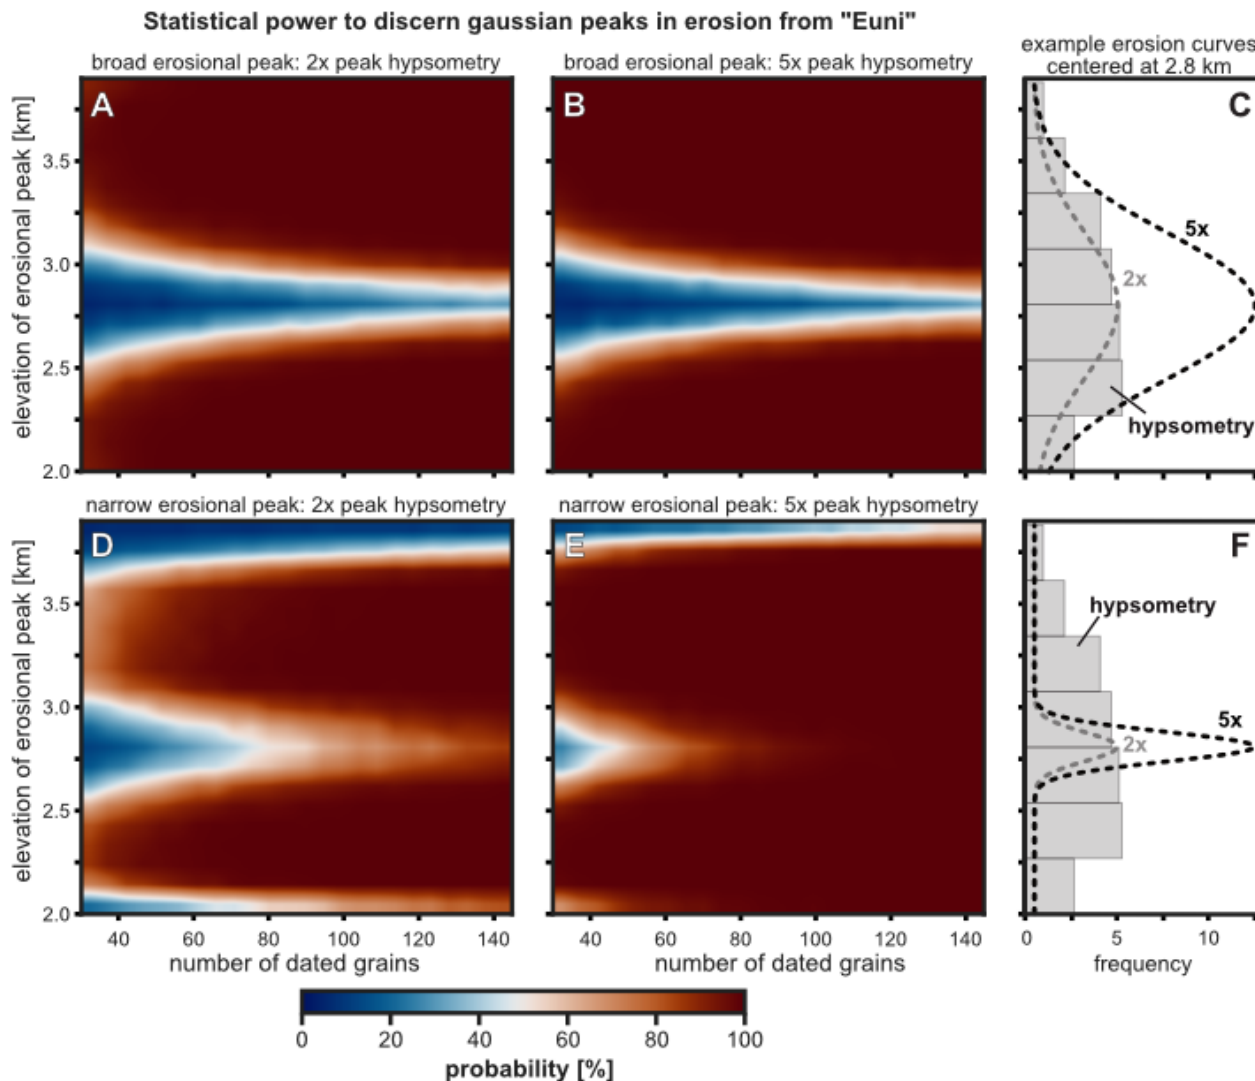 Statistical power to discern gaussian peaks in erosion from "Euni"
broad erosional peak: 2x peak hypsometry
broad erosional peak: 5x peak hypsometry
example erosion curves
centered at 2.8 km
A
B
C
elevation of erosional peak [km]
3.5
3.0
2.5
2.0
5x
2x
hypsometry
narrow erosional peak: 2x peak hypsometry
narrow erosional peak: 5x peak hypsometry
D
E
F
elevation of erosional peak [km]
3.5
3.0
2.5
2.0
hypsometry
5x
2x
40 60 80 100 120 140
40 60 80 100 120 140
0 5 10
number of dated grains
number of dated grains
frequency
0 20 40 60 80 100
probability [%]